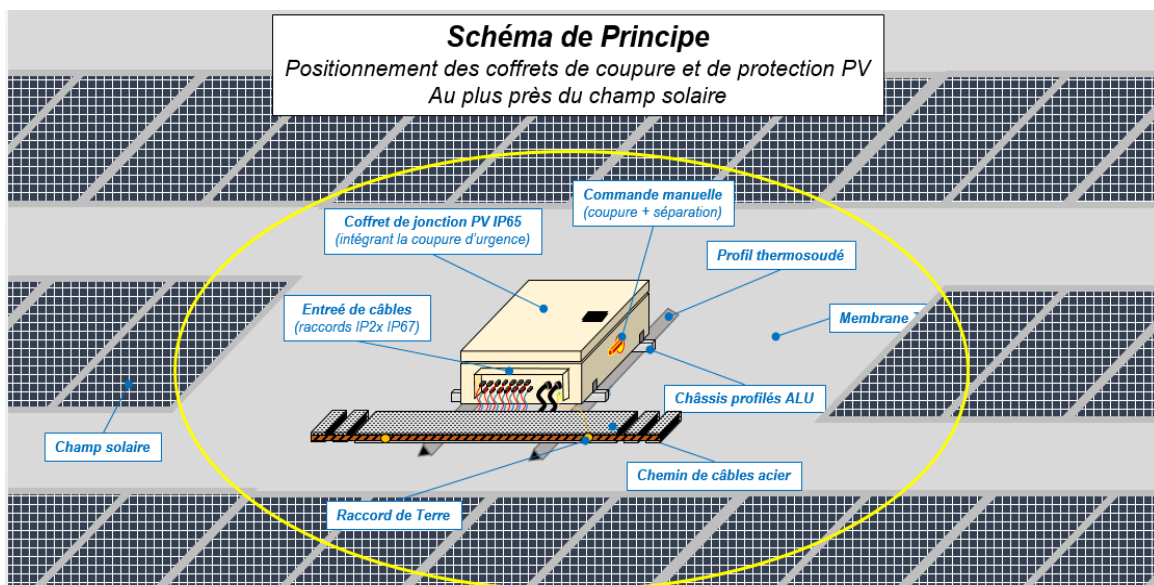 Schéma de Principe
Positionnement des coffrets de coupure et de protection PV
Au plus près du champ solaire
Commande manuelle
(coupure + séparation)
Coffret de jonction PV IP65
(intégrant la coupure d'urgence)
Profil thermosoudé
Entreé de câbles
(raccords IP2x IP67)
Membrane
Châssis profilés ALU
Champ solaire
Chemin de câbles acier
Raccord de Terre